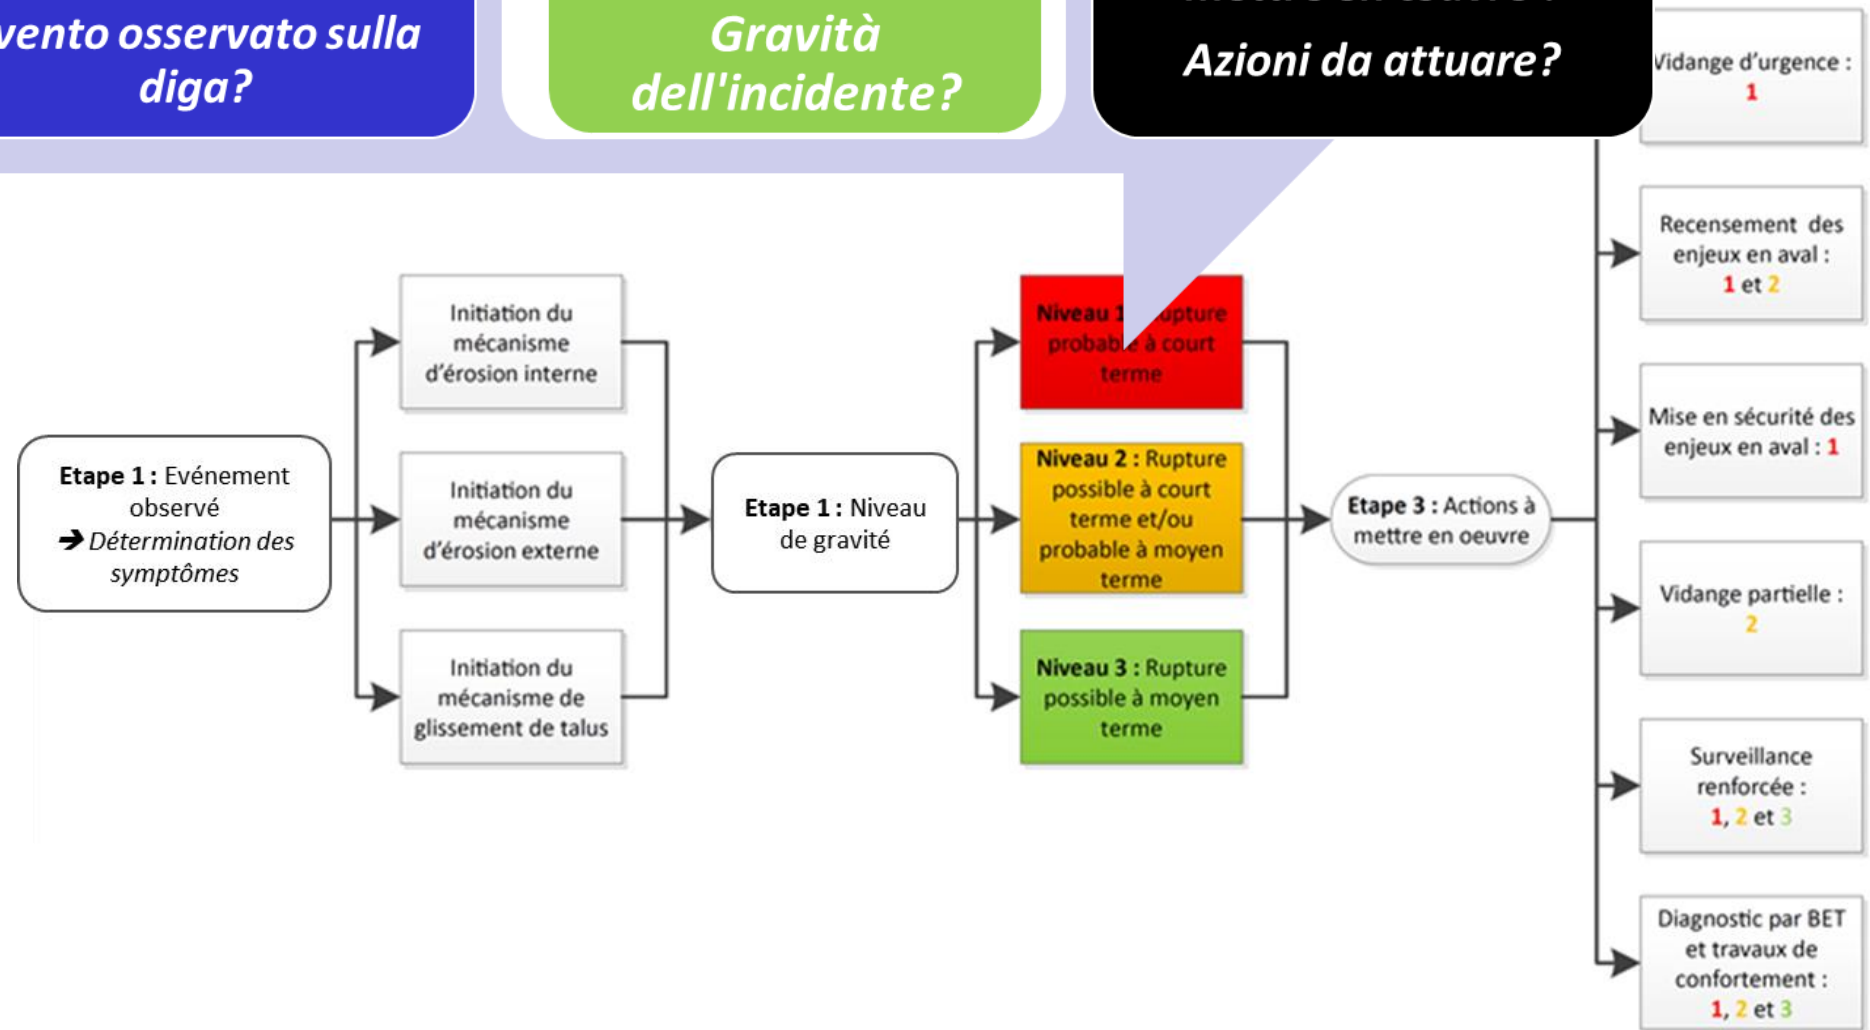 vento osservato sulla
diga?
Gravità
dell'incidente?
Azioni da attuare?
Etape 1 : Evénement
observé
➔ Détermination des
symptômes
Initiation du
mécanisme
d'érosion interne
Initiation du
mécanisme
d'érosion externe
Initiation du
mécanisme de
glissement de talus
Etape 1 : Niveau
de gravité
Niveau 1 upture
probable à court
terme
Niveau 2 : Rupture
possible à court
terme et/ou
probable à moyen
terme
Niveau 3 : Rupture
possible à moyen
terme
Etape 3 : Actions à
mettre en oeuvre
Vidange d'urgence :
1
Recensement des
enjeux en aval :
1 et 2
Mise en sécurité des
enjeux en aval : 1
Vidange partielle :
2
Surveillance
renforcée :
1, 2 et 3
Diagnostic par BET
et travaux de
confortement :
1, 2 et 3